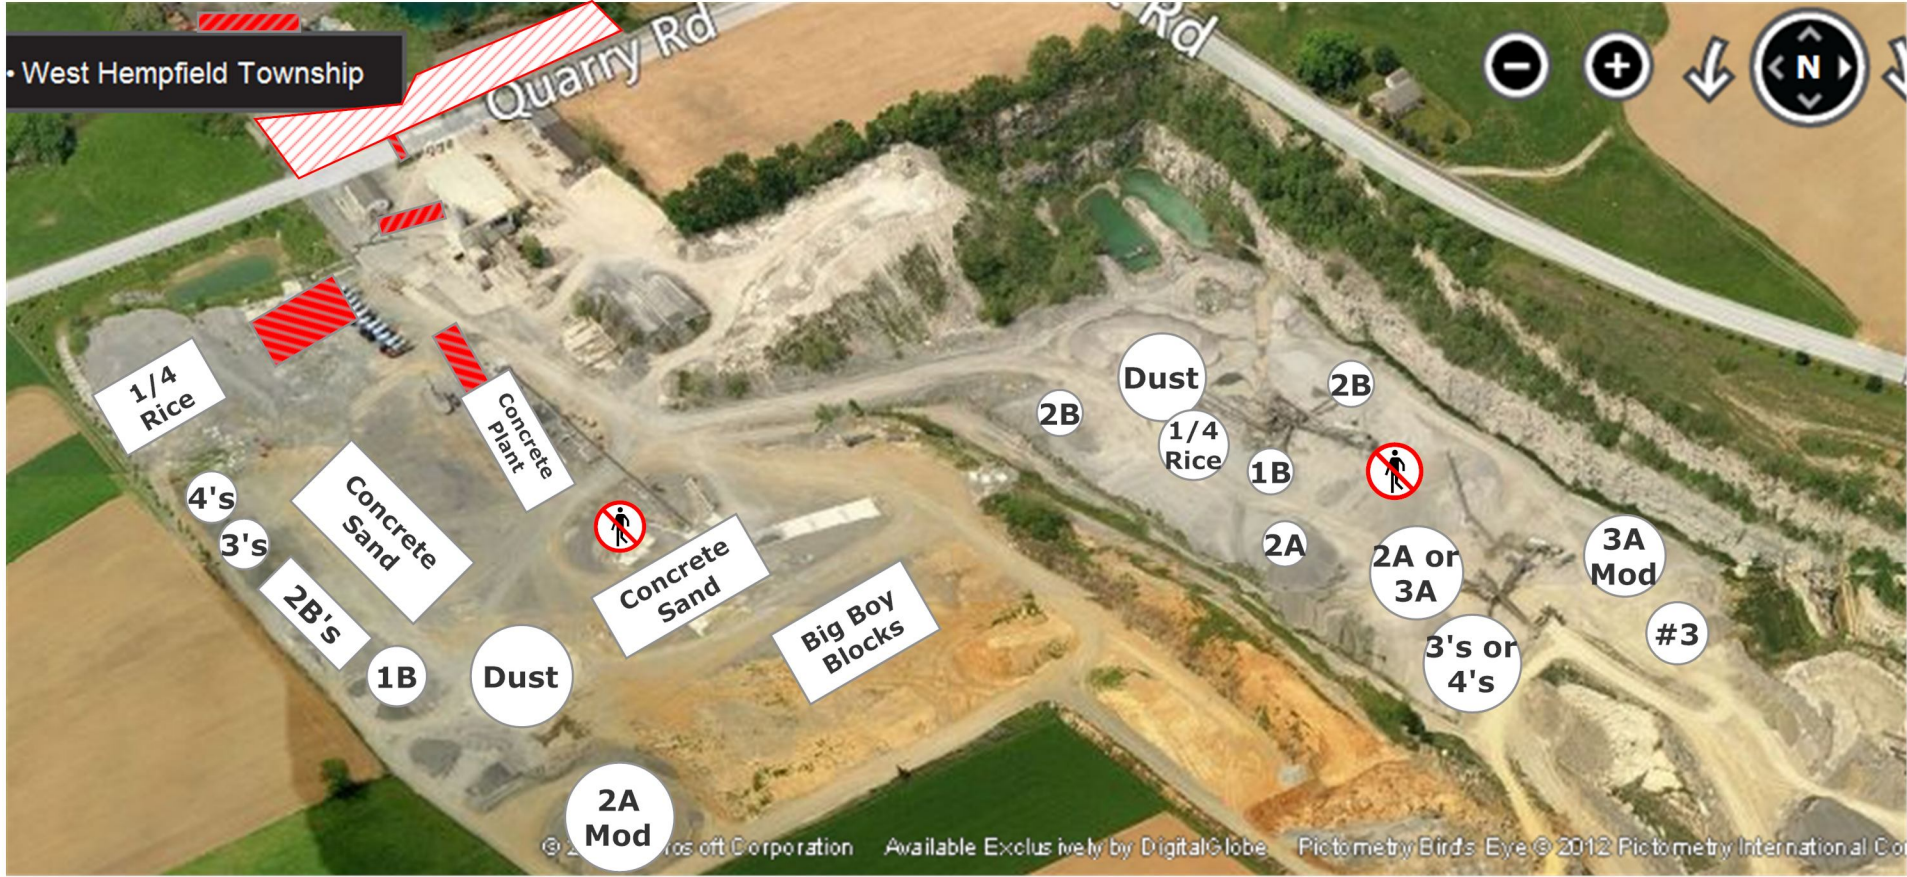 Quarry Rd
Rd
• West Hempfield Township
N
1/4
Rice
Concrete
Plant
4's
3's
Concrete
Sand
2B's
1B
Dust
Concrete
Sand
Big Boy
Blocks
2A
Mod
2B
Dust
1/4
Rice
2B
1B
2A
2A or
3A
3's or
4's
3A
Mod
#3
©
Corporation Available Exclusively by DigitalGlobe Pictometry Bird's Eye © 2012 Pictometry International